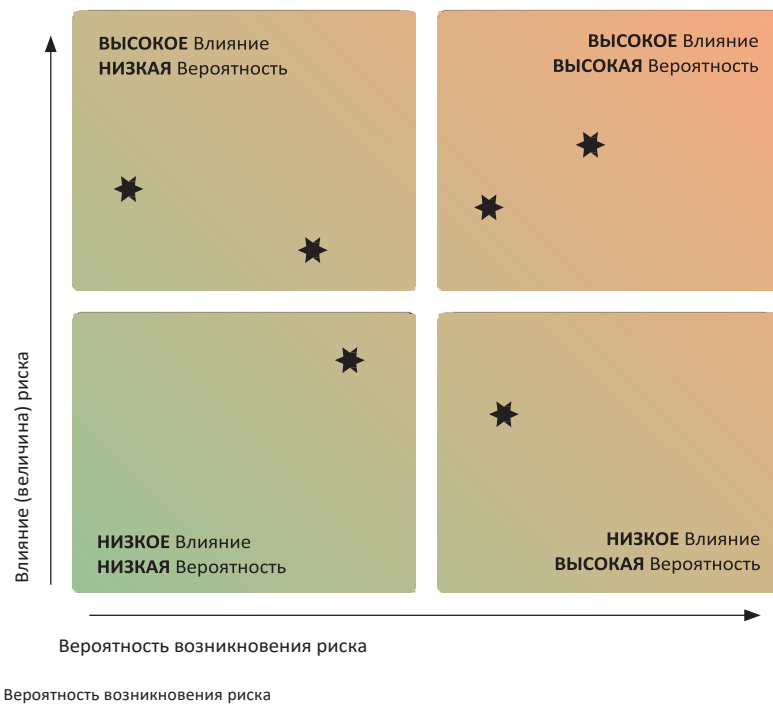 ВЫСОКОЕ Влияние
НИЗКАЯ Вероятность
ВЫСОКОЕ Влияние
ВЫСОКАЯ Вероятность
Влияние (величина) риска
НИЗКОЕ Влияние
НИЗКАЯ Вероятность
НИЗКОЕ Влияние
ВЫСОКАЯ Вероятность
Вероятность возникновения риска
Вероятность возникновения риска